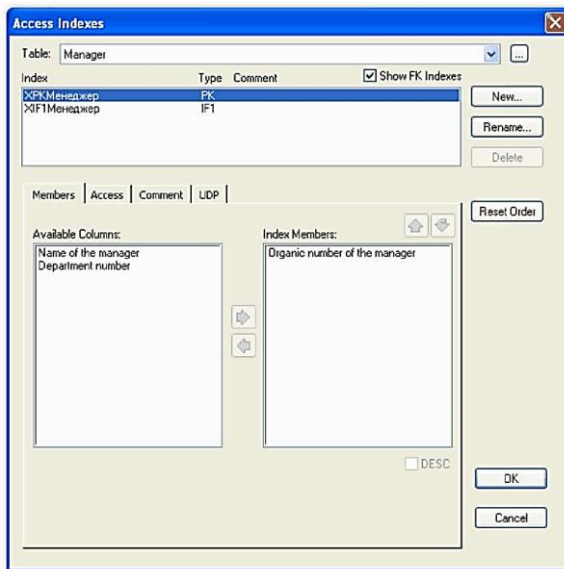 Access Indexes
Table: Manager ...
Index Type Comment Show FK Indexes
XPKМенеджер PK
XIF1Менеджер IF1
New...
Rename...
Delete
Members Access Comment UDP
Reset Order
Available Columns: Index Members:
Name of the manager Organic number of the manager
Department number
DESC
OK
Cancel